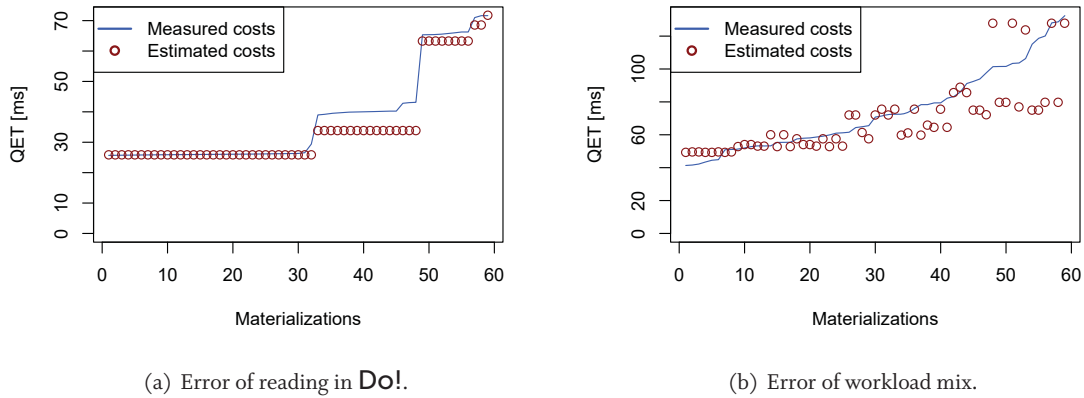 Measured costs
Estimated costs
QET [ms]
0 10 30 50 70
0 10 20 30 40 50 60
Materializations
(a) Error of reading in Do!.
Measured costs
Estimated costs
QET [ms]
0 20 60 100
0 10 20 30 40 50 60
Materializations
(b) Error of workload mix.